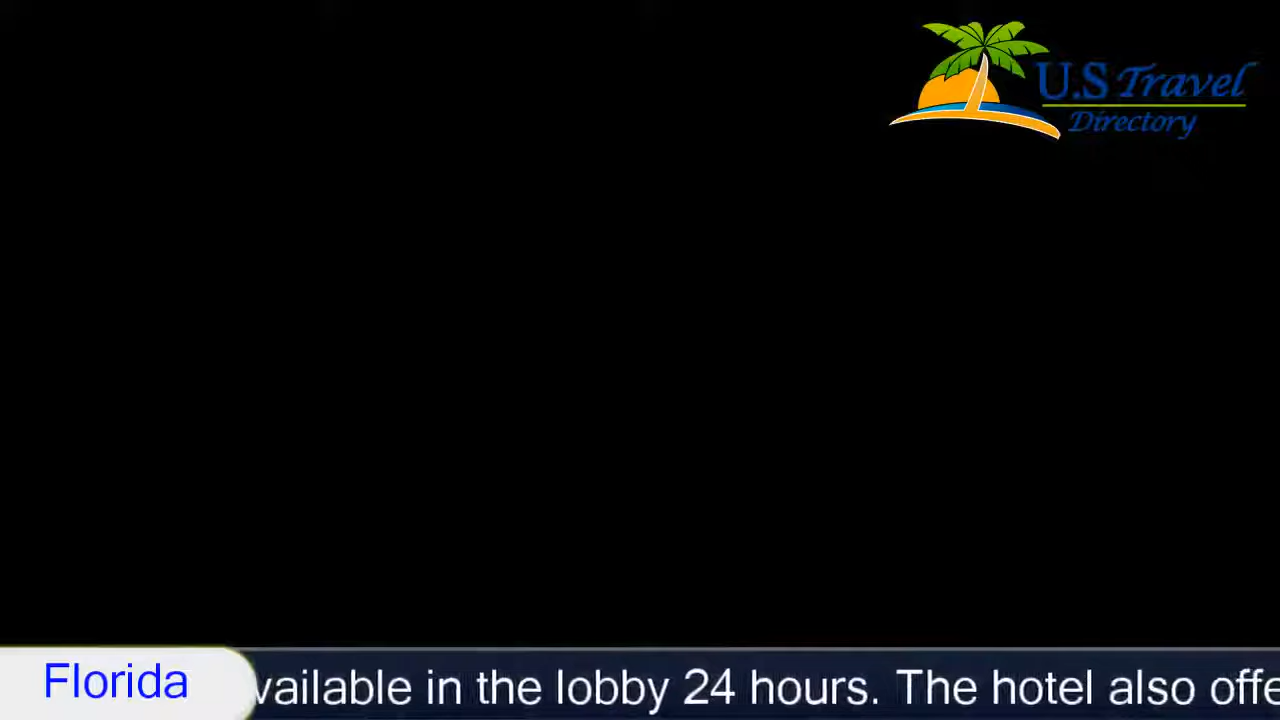 U.S Travel
Directory
Florida
vailable in the lobby 24 hours. The hotel also offe